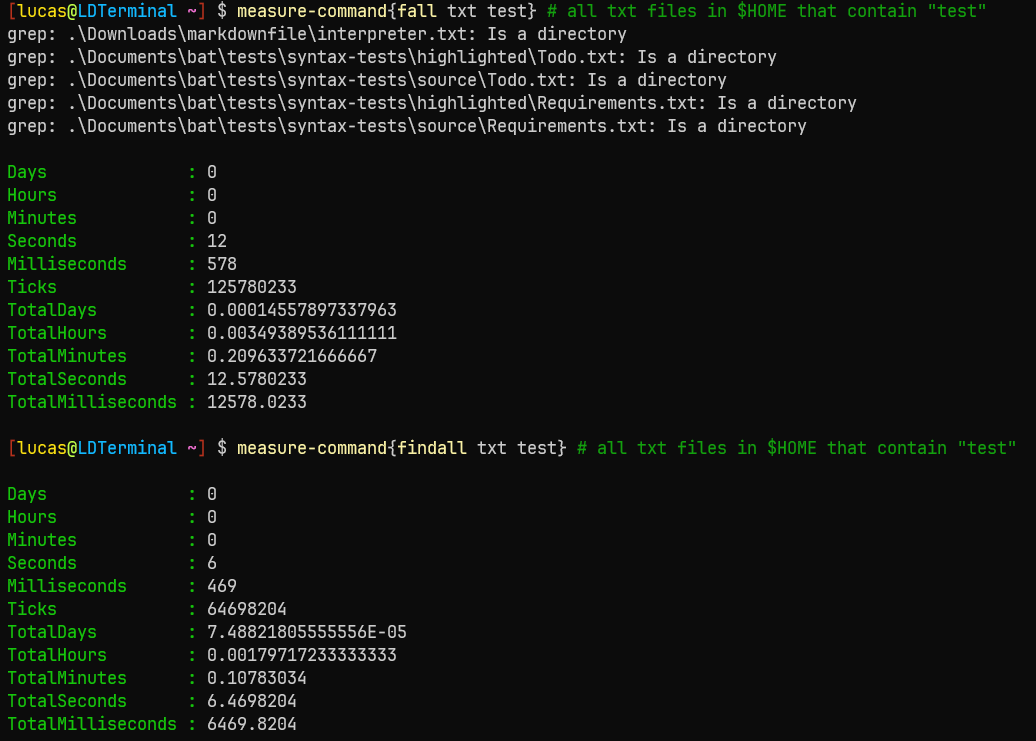 [lucas@LDTerminal ~] $ measure-command{fall txt test} # all txt files in $HOME that contain "test"
grep: .\Downloads\markdownfile\interpreter.txt: Is a directory
grep: .\Documents\bat\tests\syntax-tests\highlighted\Todo.txt: Is a directory
grep: .\Documents\bat\tests\syntax-tests\source\Todo.txt: Is a directory
grep: .\Documents\bat\tests\syntax-tests\highlighted\Requirements.txt: Is a directory
grep: .\Documents\bat\tests\syntax-tests\source\Requirements.txt: Is a directory
Days              : 0
Hours             : 0
Minutes           : 0
Seconds           : 12
Milliseconds      : 578
Ticks             : 125780233
TotalDays         : 0.00014557897337963
TotalHours        : 0.00349389536111111
TotalMinutes      : 0.209633721666667
TotalSeconds      : 12.5780233
TotalMilliseconds : 12578.0233
[lucas@LDTerminal ~] $ measure-command{findall txt test} # all txt files in $HOME that contain "test"
Days              : 0
Hours             : 0
Minutes           : 0
Seconds           : 6
Milliseconds      : 469
Ticks             : 64698204
TotalDays         : 7.48821805555556E-05
TotalHours        : 0.00179717233333333
TotalMinutes      : 0.10783034
TotalSeconds      : 6.4698204
TotalMilliseconds : 6469.8204